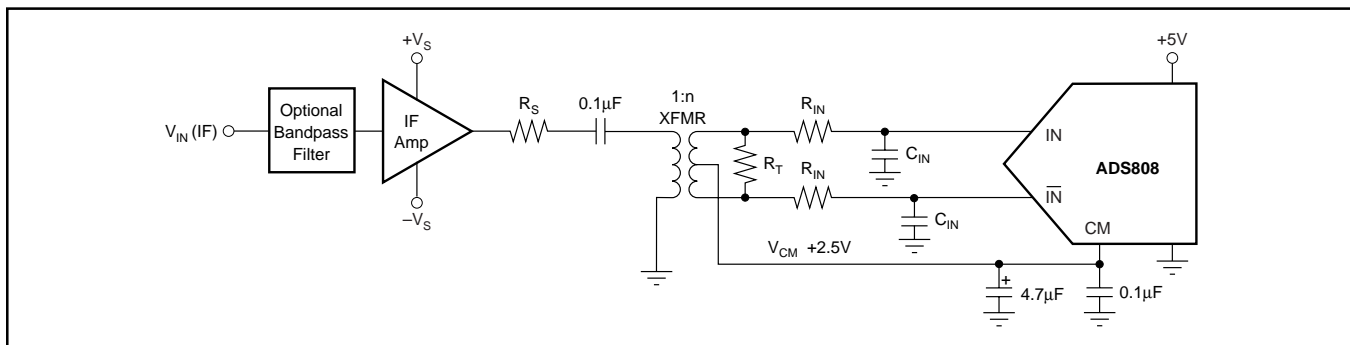 +V_S
+5V
Optional
Bandpass
Filter
V_IN (IF)
IF
Amp
–V_S
R_S
0.1µF
1:n
XFMR
R_T
R_IN
R_IN
C_IN
C_IN
IN
I̅N̅
ADS808
CM
V_CM +2.5V
+
4.7µF
0.1µF